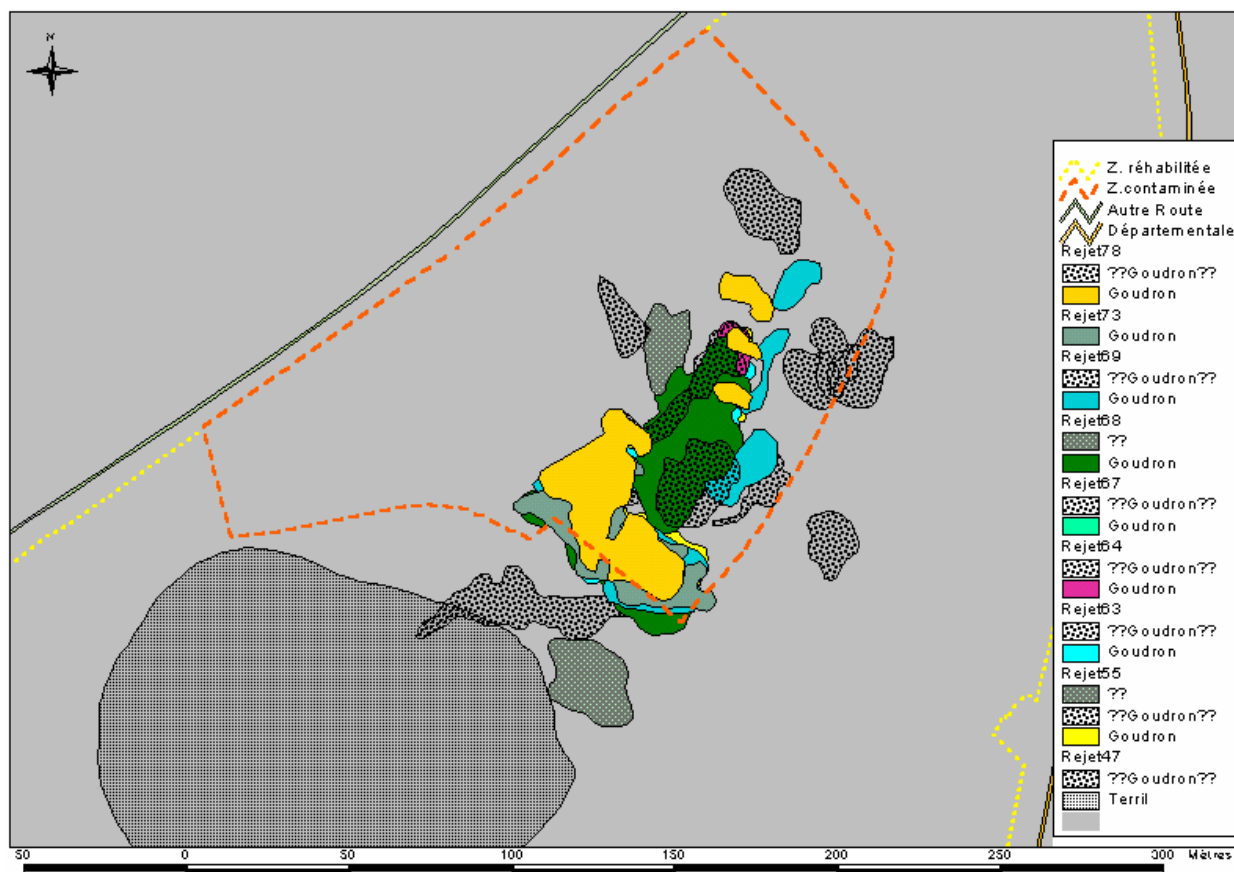 N
Z. réhabilitée
Z.contaminée
Autre Route
Départementale
Rejet78
??Goudron??
Goudron
Rejet73
Goudron
Rejet69
??Goudron??
Goudron
Rejet68
??
Goudron
Rejet67
??Goudron??
Goudron
Rejet64
??Goudron??
Goudron
Rejet63
??Goudron??
Goudron
Rejet55
??
??Goudron??
Goudron
Rejet47
??Goudron??
Terril
50 0 50 100 150 200 250 300 Mètres